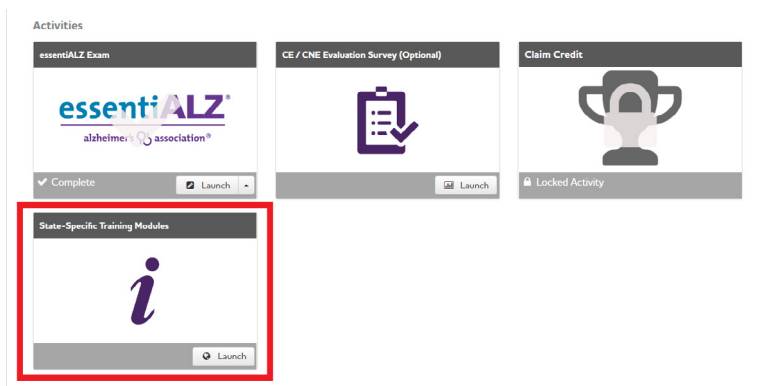 Activities
essentiALZ Exam
essentiALZ®
alzheimer's association®
Complete
Launch
CE / CNE Evaluation Survey (Optional)
Launch
Claim Credit
Locked Activity
State-Specific Training Modules
i
Launch